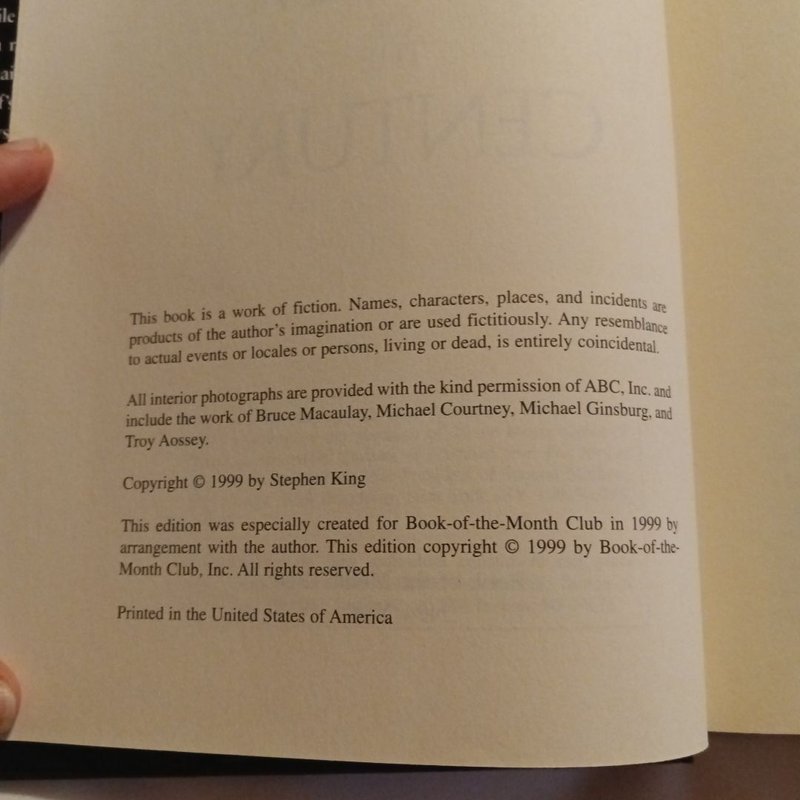 CENTURY
This book is a work of fiction. Names, characters, places, and incidents are
products of the author's imagination or are used fictitiously. Any resemblance
to actual events or locales or persons, living or dead, is entirely coincidental.
All interior photographs are provided with the kind permission of ABC, Inc. and
include the work of Bruce Macaulay, Michael Courtney, Michael Ginsburg, and
Troy Aossey.
Copyright © 1999 by Stephen King
This edition was especially created for Book-of-the-Month Club in 1999 by
arrangement with the author. This edition copyright © 1999 by Book-of-the-
Month Club, Inc. All rights reserved.
Printed in the United States of America